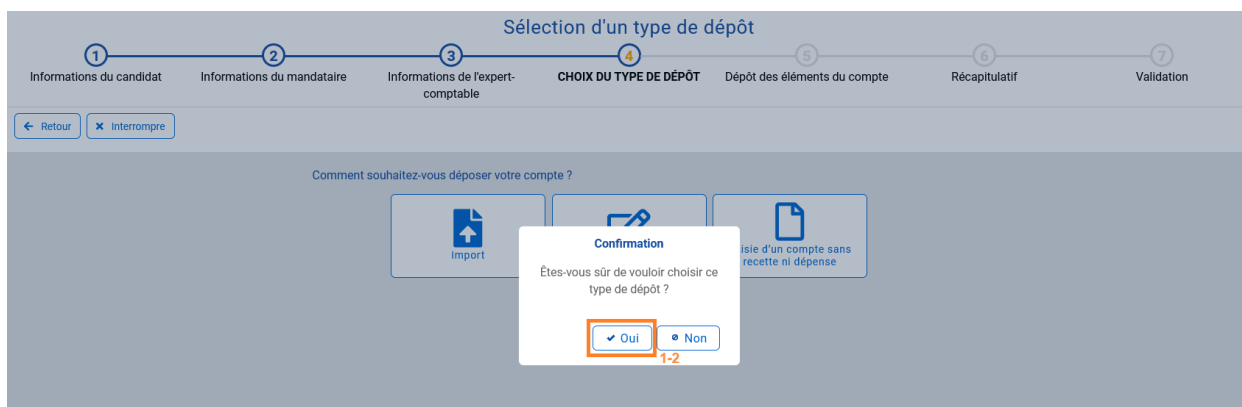 Sélection d'un type de dépôt
1
2
3
4
5
6
7
Informations du candidat
Informations du mandataire
Informations de l'expert-
comptable
CHOIX DU TYPE DE DÉPÔT
Dépôt des éléments du compte
Récapitulatif
Validation
Retour
Interrompre
Comment souhaitez-vous déposer votre compte ?
Import
d'un compte sans
recette ni dépense
Confirmation
Êtes-vous sûr de vouloir choisir ce
type de dépôt ?
Oui
Non
1-2